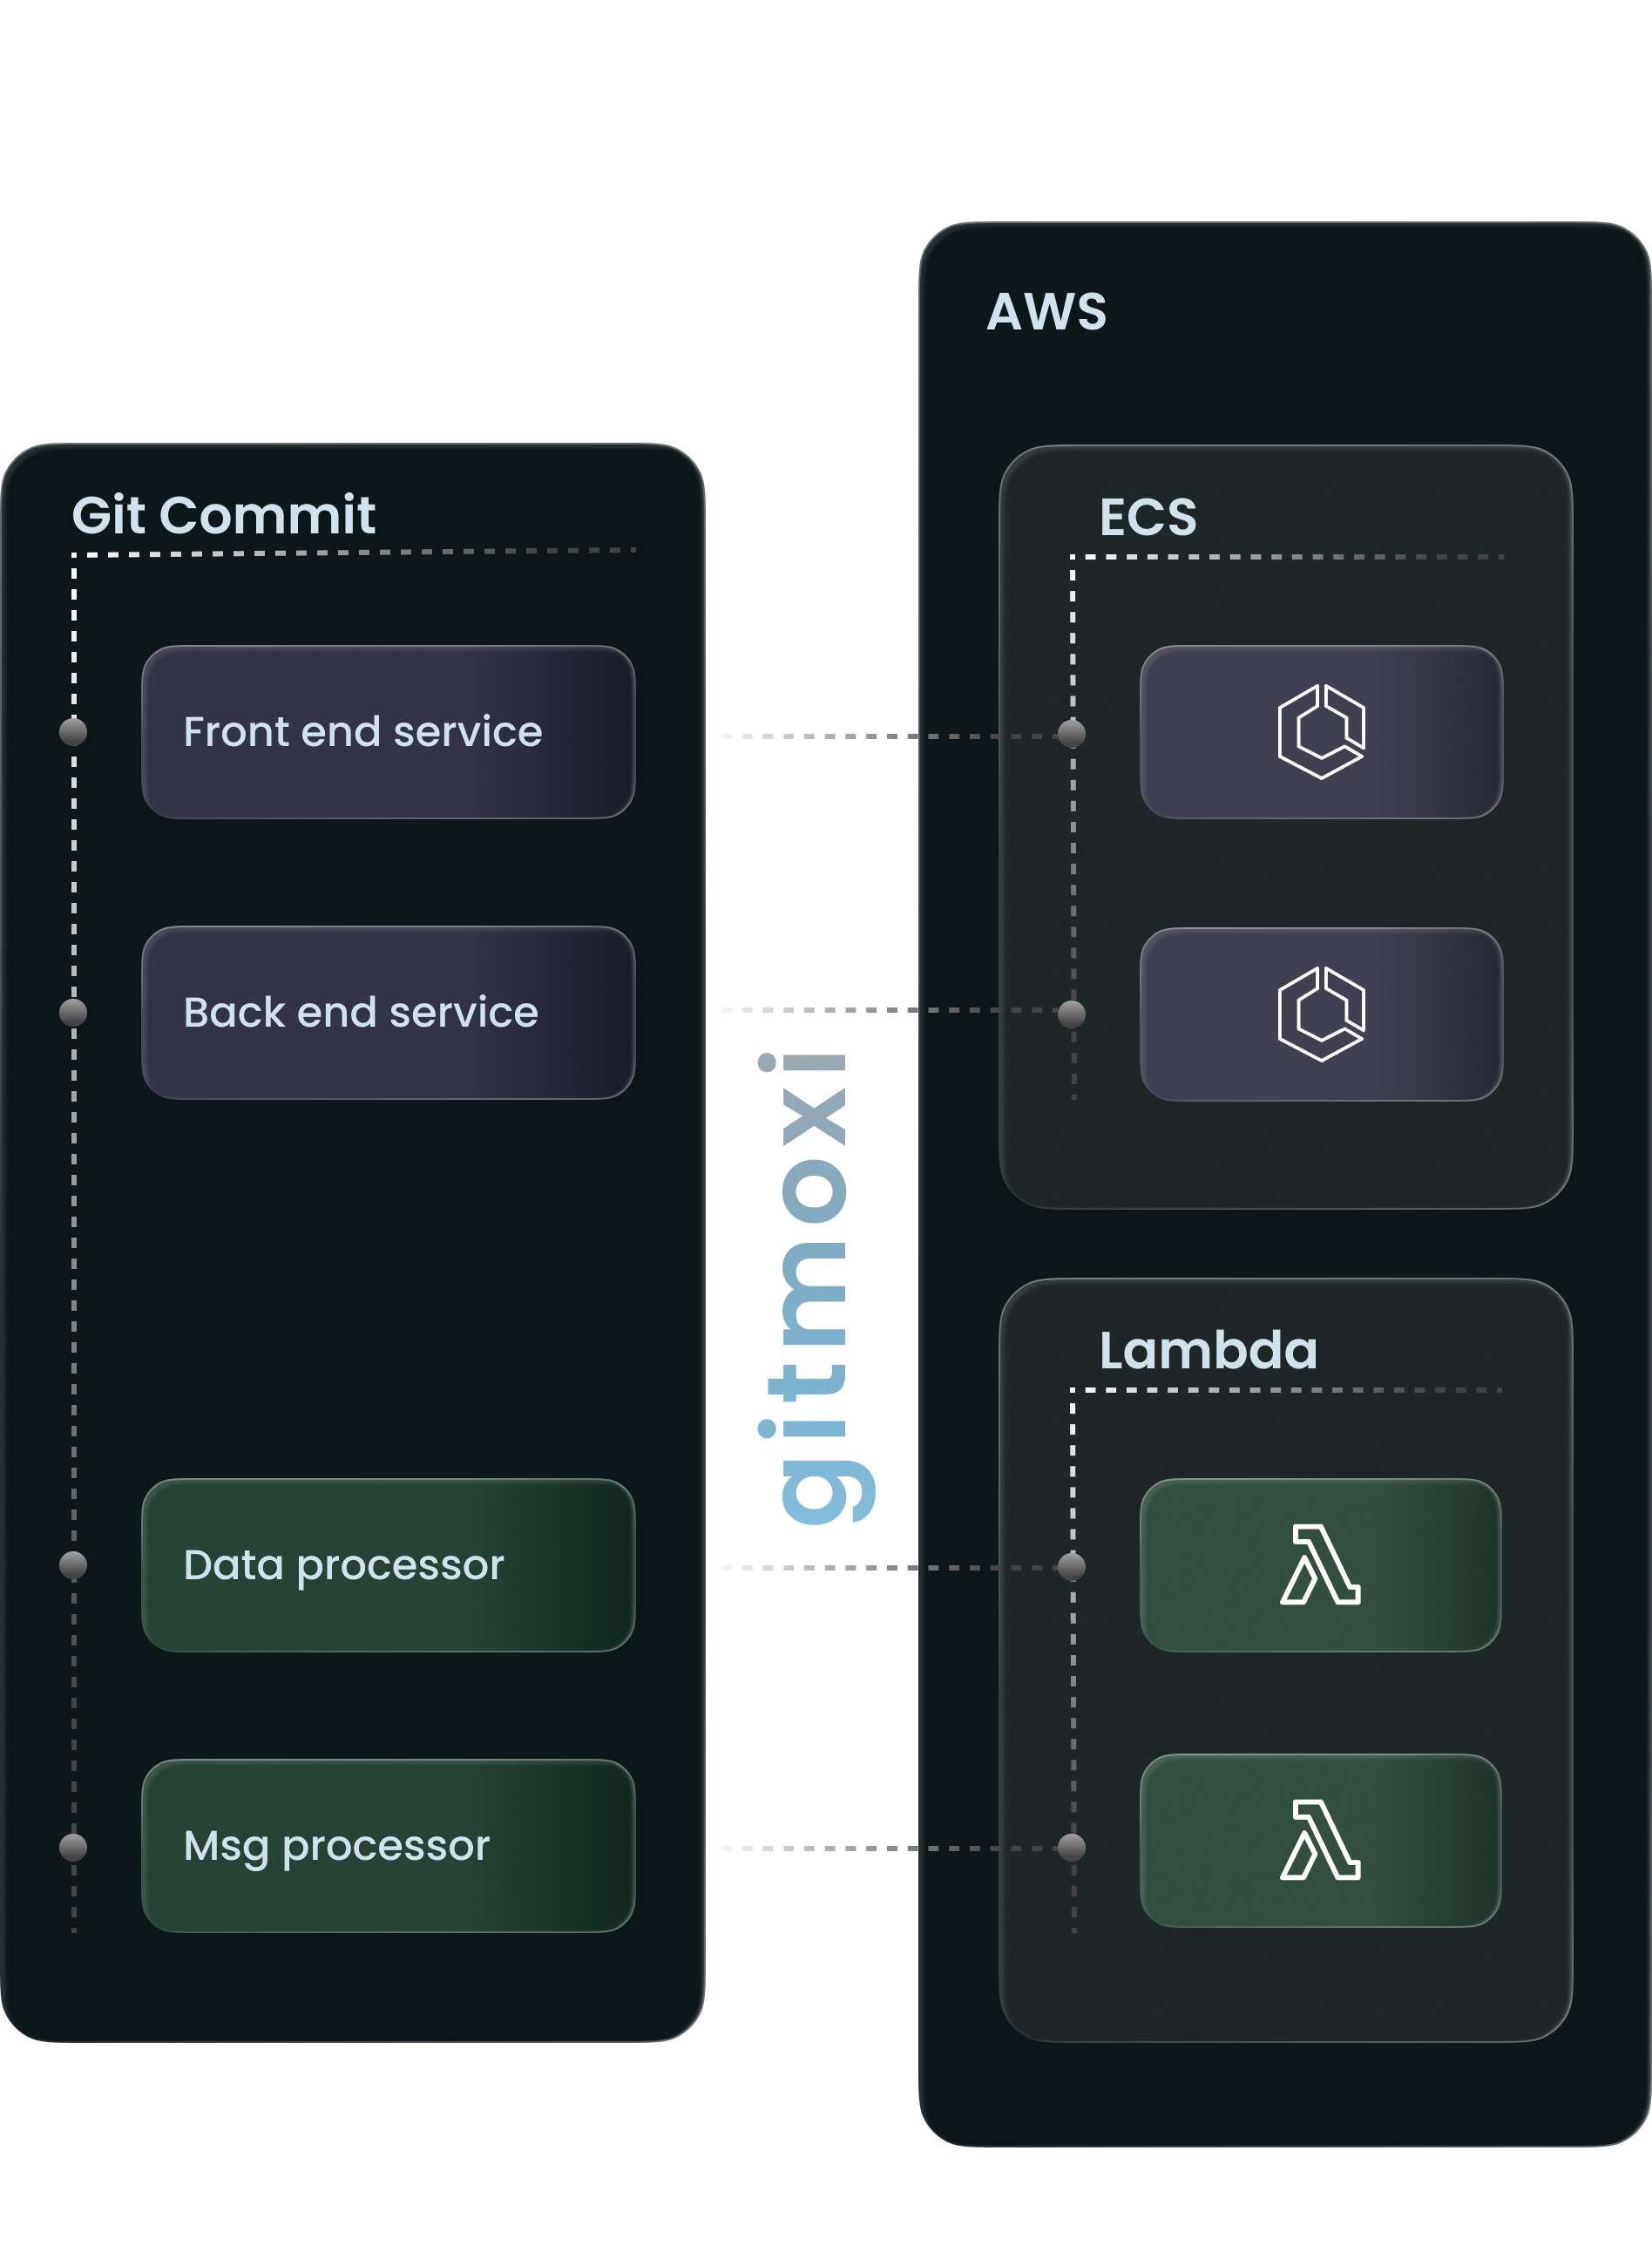 Git Commit
Front end service
Back end service
Data processor
Msg processor
gitmoxi
AWS
ECS
Lambda